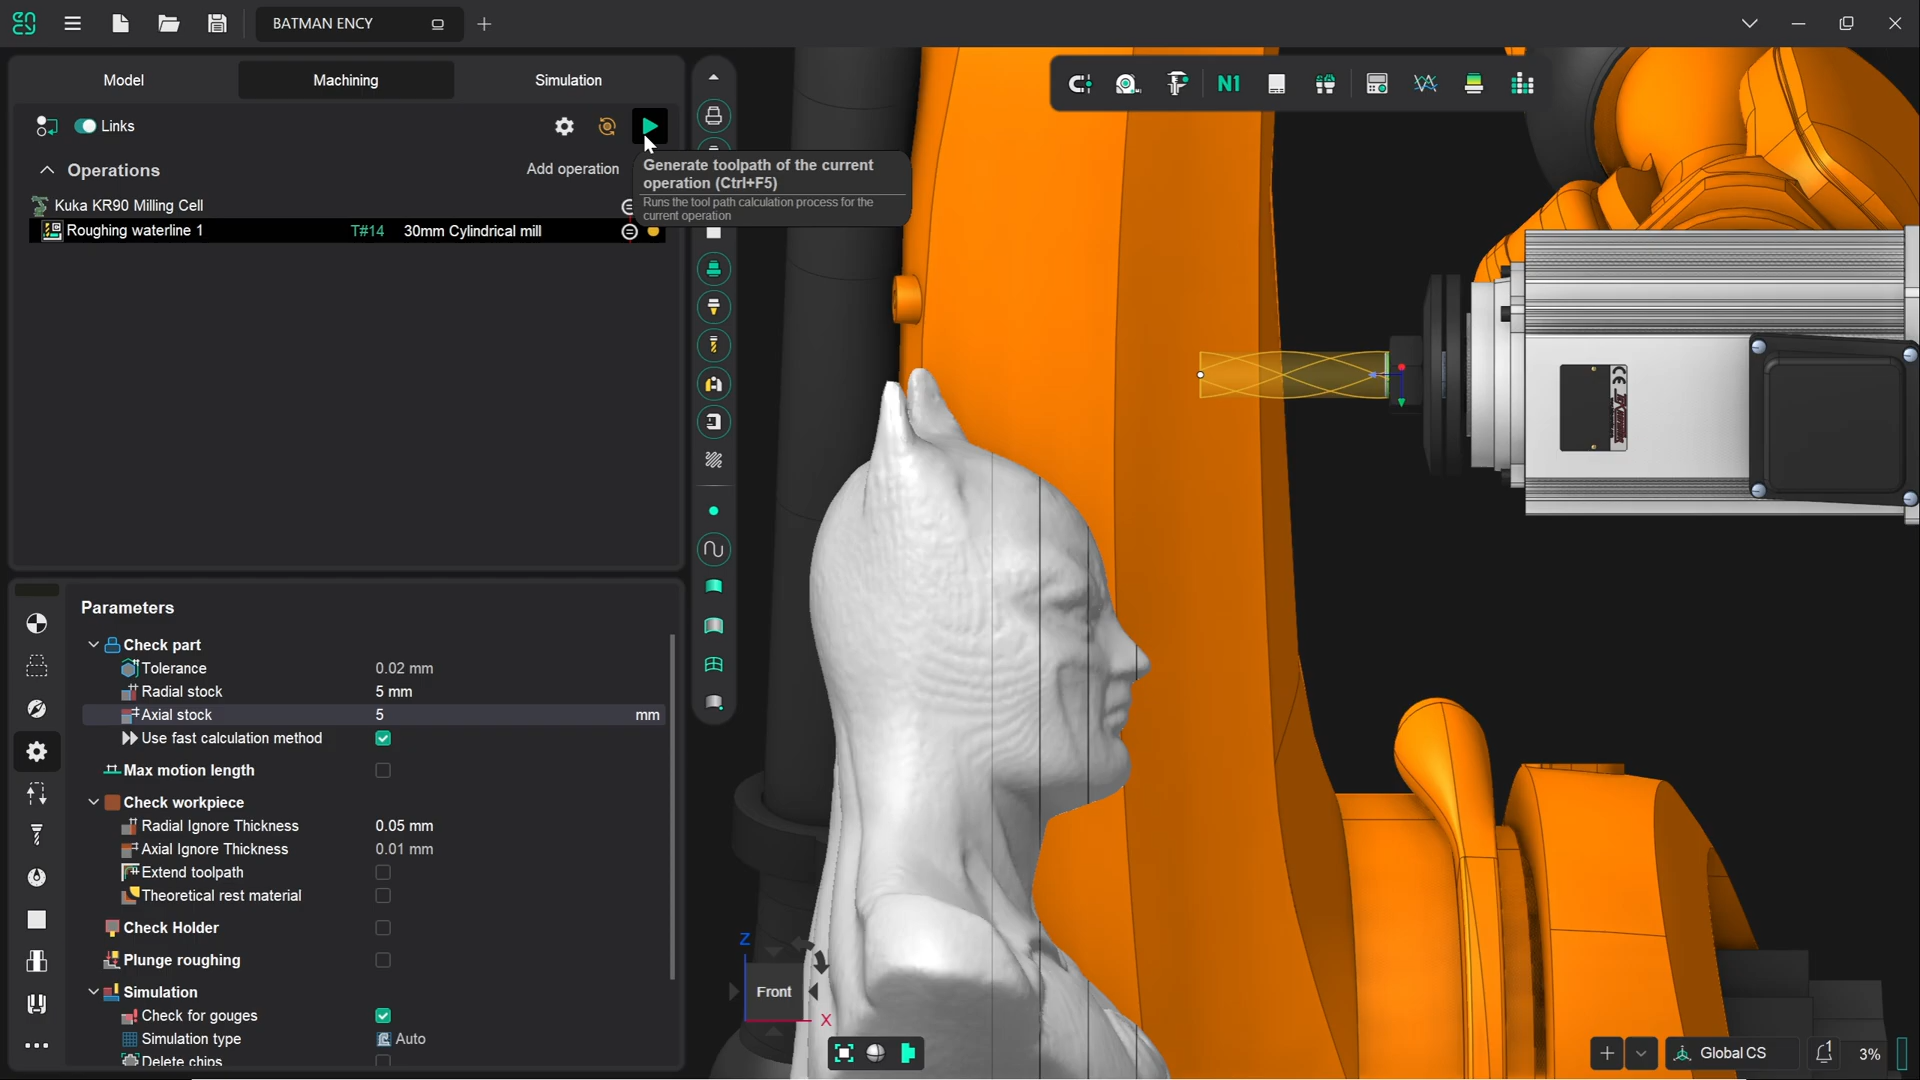 BATMAN ENCY
Model
Machining
Simulation
N1
Links
Generate toolpath of the current
operation (Ctrl+F5)
Runs the tool path calculation process for the
current operation
Operations
Add operation
Kuka KR90 Milling Cell
Roughing waterline 1
T#14
30mm Cylindrical mill
Parameters
Check part
Tolerance
0.02 mm
Radial stock
5 mm
Axial stock
5
mm
Use fast calculation method
Max motion length
Check workpiece
Radial Ignore Thickness
0.05 mm
Axial Ignore Thickness
0.01 mm
Extend toolpath
Theoretical rest material
Check Holder
Plunge roughing
Simulation
Check for gouges
Simulation type
Auto
Delete chips
Z
Front
X
CE
Global CS
1
3%